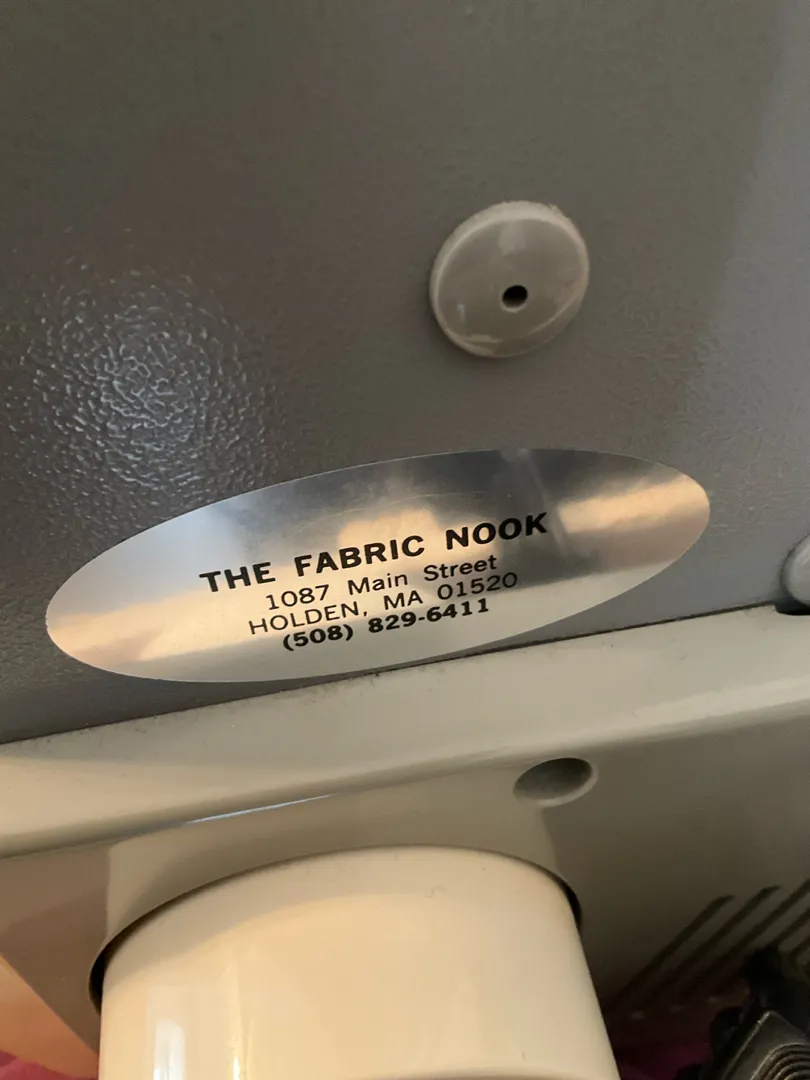 THE FABRIC NOOK
1087 Main Street
HOLDEN, MA 01520
(508) 829-6411